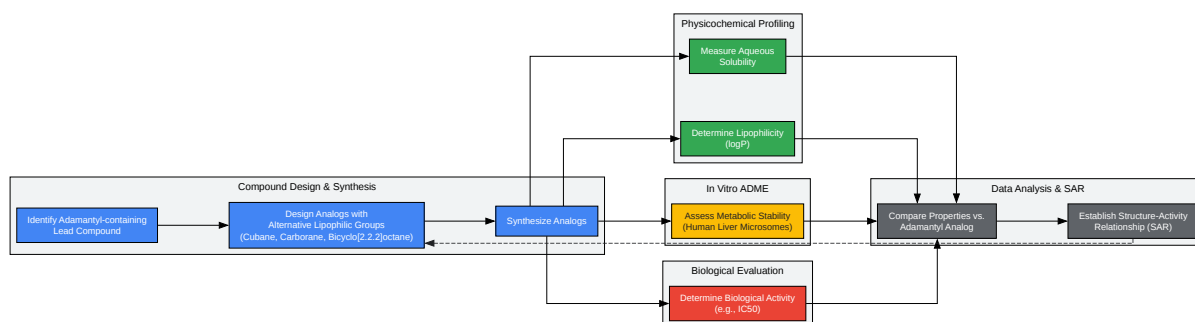 Physicochemical Profiling
Measure Aqueous
Solubility
Determine Lipophilicity
(logP)
Compound Design & Synthesis
Identify Adamantyl-containing
Lead Compound
Design Analogs with
Alternative Lipophilic Groups
(Cubane, Carborane, Bicyclo[2.2.2]octane)
Synthesize Analogs
In Vitro ADME
Assess Metabolic Stability
(Human Liver Microsomes)
Data Analysis & SAR
Compare Properties vs.
Adamantyl Analog
Establish Structure-Activity
Relationship (SAR)
Biological Evaluation
Determine Biological Activity
(e.g., IC50)